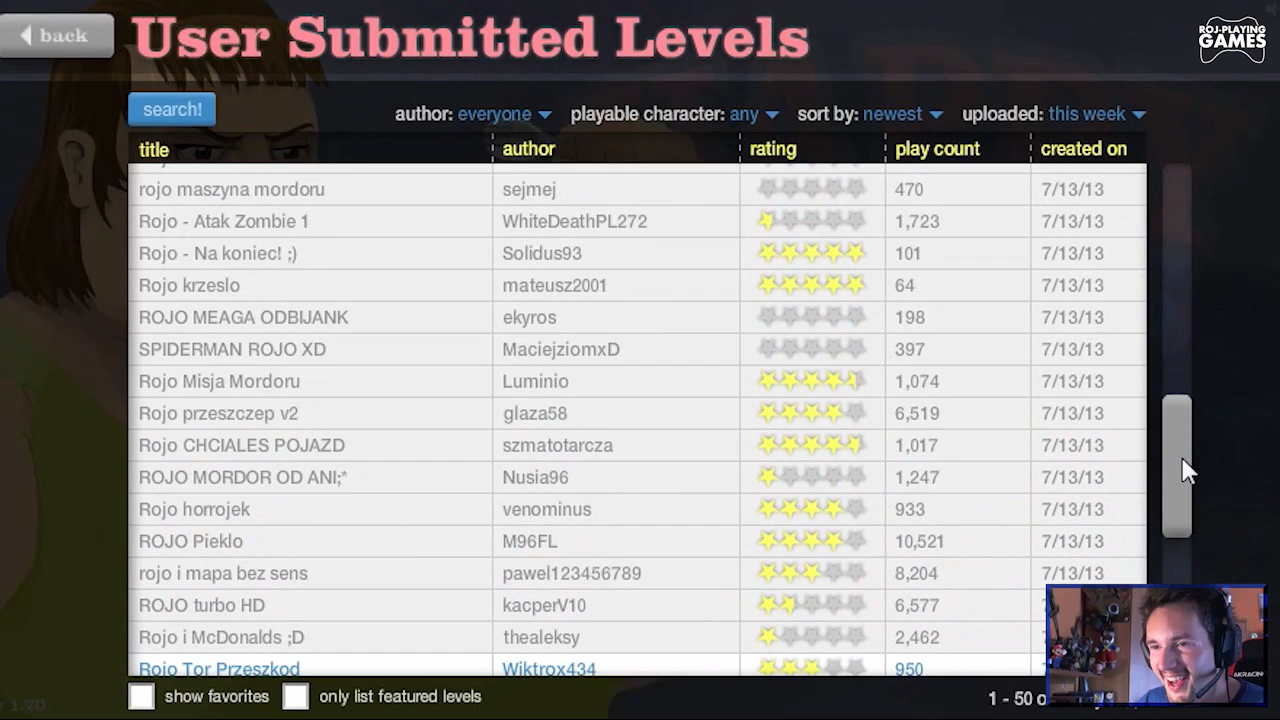 back
User Submitted Levels
ROJ-PLAYING
GAMES
search!
author: everyone playable character: any sort by: newest uploaded: this week
title author rating play count created on
rojo maszyna mordoru sejmej 470 7/13/13
Rojo - Atak Zombie 1 WhiteDeathPL272 1,723 7/13/13
Rojo - Na koniec! ;) Solidus93 101 7/13/13
Rojo krzeslo mateusz2001 64 7/13/13
ROJO MEAGA ODBIJANK ekyros 198 7/13/13
SPIDERMAN ROJO XD MaciejziomxD 397 7/13/13
Rojo Misja Mordoru Luminio 1,074 7/13/13
Rojo przeszczep v2 glaza58 6,519 7/13/13
Rojo CHCIALES POJAZD szmatotarcza 1,017 7/13/13
ROJO MORDOR OD ANI;* Nusia96 1,247 7/13/13
Rojo horrojek venominus 933 7/13/13
ROJO Pieklo M96FL 10,521 7/13/13
rojo i mapa bez sens pawel123456789 8,204 7/13/13
ROJO turbo HD kacperV10 6,577
Rojo i McDonalds ;D thealeksy 2,462
Rojo Tor Przeszkod Wiktrox434 950
show favorites only list featured levels 1 - 50
1.70
AKRACING